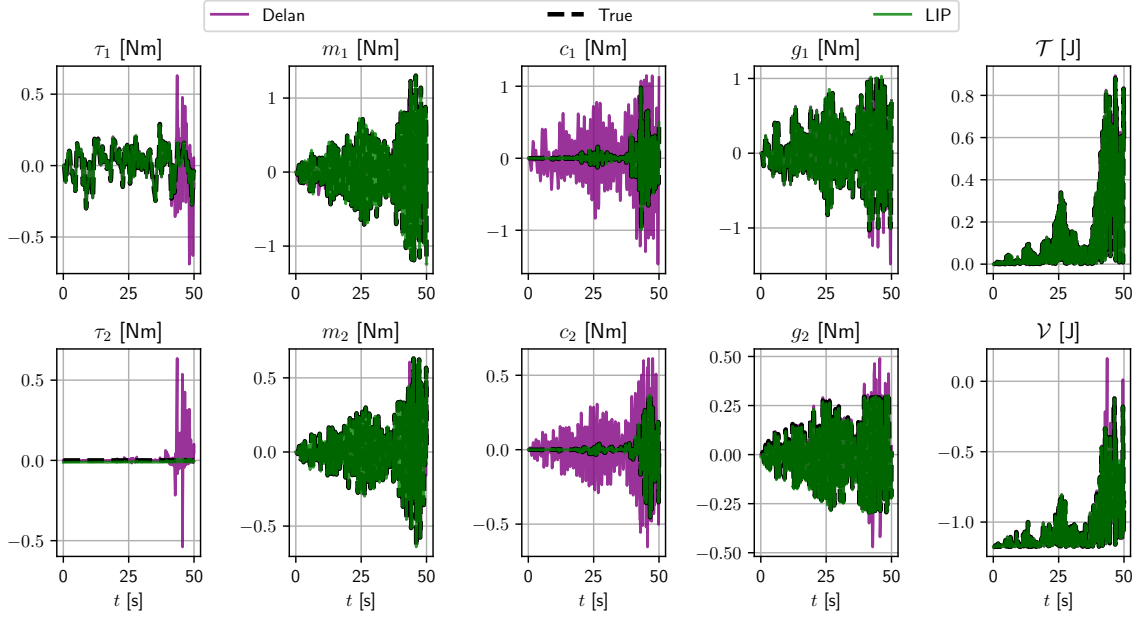 Delan True LIP
τ₁ [Nm] m₁ [Nm] c₁ [Nm] g₁ [Nm] 𝒯 [J]
0.5 0.0 −0.5
1 0 −1
1 0 −1
1 0 −1
0.8 0.6 0.4 0.2 0.0
0 25 50 0 25 50 0 25 50 0 25 50 0 25 50
τ₂ [Nm] m₂ [Nm] c₂ [Nm] g₂ [Nm] 𝒱 [J]
0.5 0.0 −0.5
0.5 0.0 −0.5
0.5 0.0 −0.5
0.50 0.25 0.00 −0.25 −0.50
0.0 −0.5 −1.0
0 25 50 0 25 50 0 25 50 0 25 50 0 25 50
t [s] t [s] t [s] t [s] t [s]